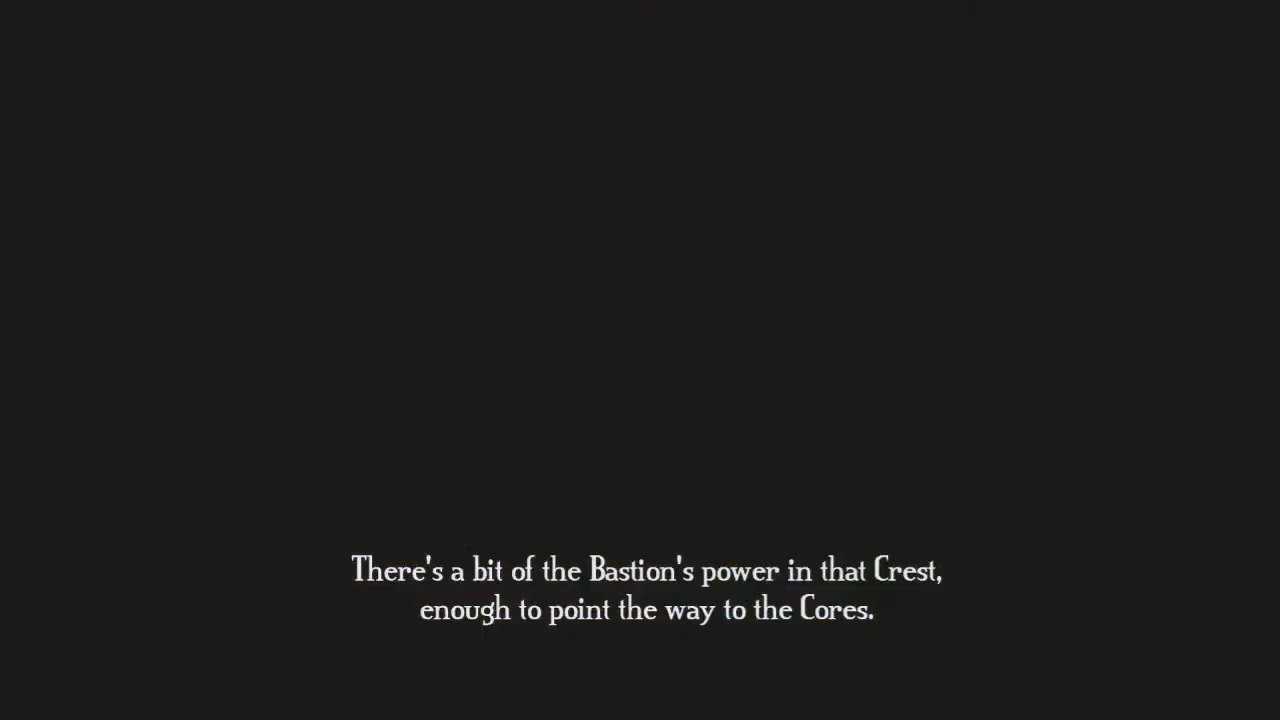 There's a bit of the Bastion's power in that Crest,
enough to point the way to the Cores.